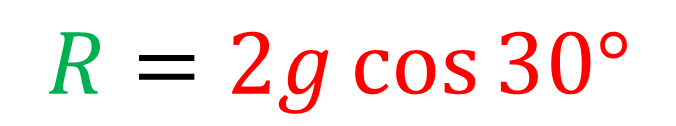 R = 2g cos 30°